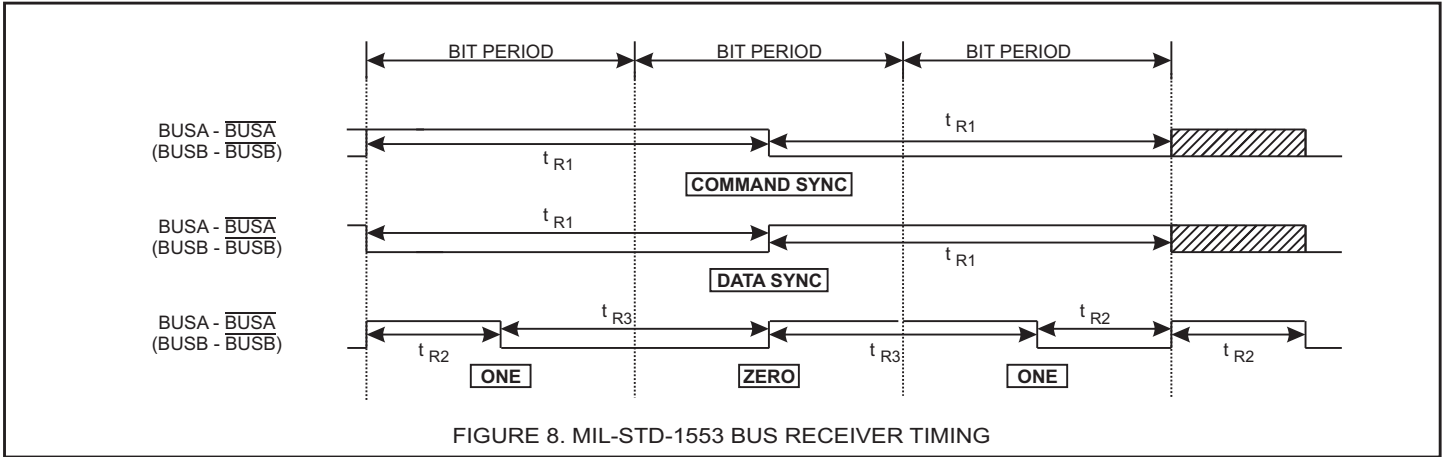 BIT PERIOD BIT PERIOD BIT PERIOD
BUSA - BUSA
(BUSB - BUSB)
t R1
t R1
COMMAND SYNC
BUSA - BUSA
(BUSB - BUSB)
t R1
t R1
DATA SYNC
BUSA - BUSA
(BUSB - BUSB)
t R3 t R2
t R2 t R3 t R2
ONE ZERO ONE
FIGURE 8. MIL-STD-1553 BUS RECEIVER TIMING